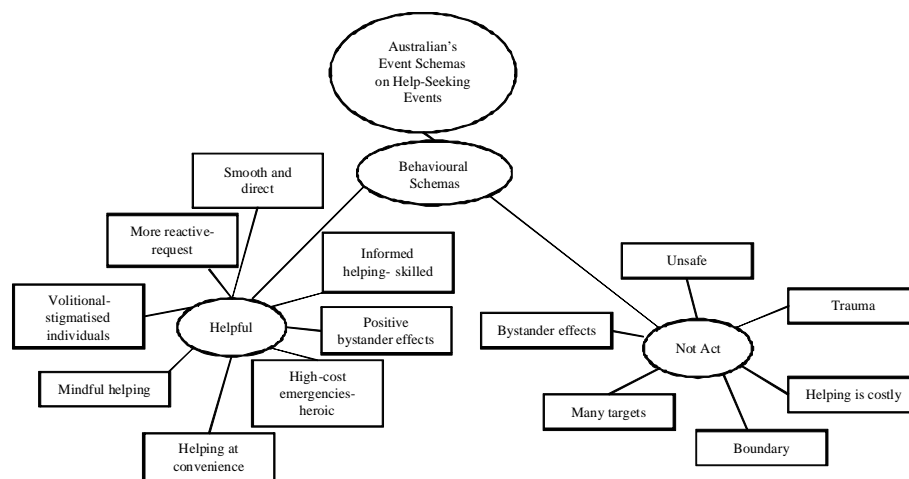 Australian's
Event Schemas
on Help-Seeking
Events
Behavioural
Schemas
Smooth and
direct
More reactive-
request
Informed
helping- skilled
Volitional-
stigmatised
individuals
Helpful
Positive
bystander effects
Mindful helping
High-cost
emergencies-
heroic
Helping at
convenience
Unsafe
Trauma
Bystander effects
Not Act
Helping is costly
Many targets
Boundary